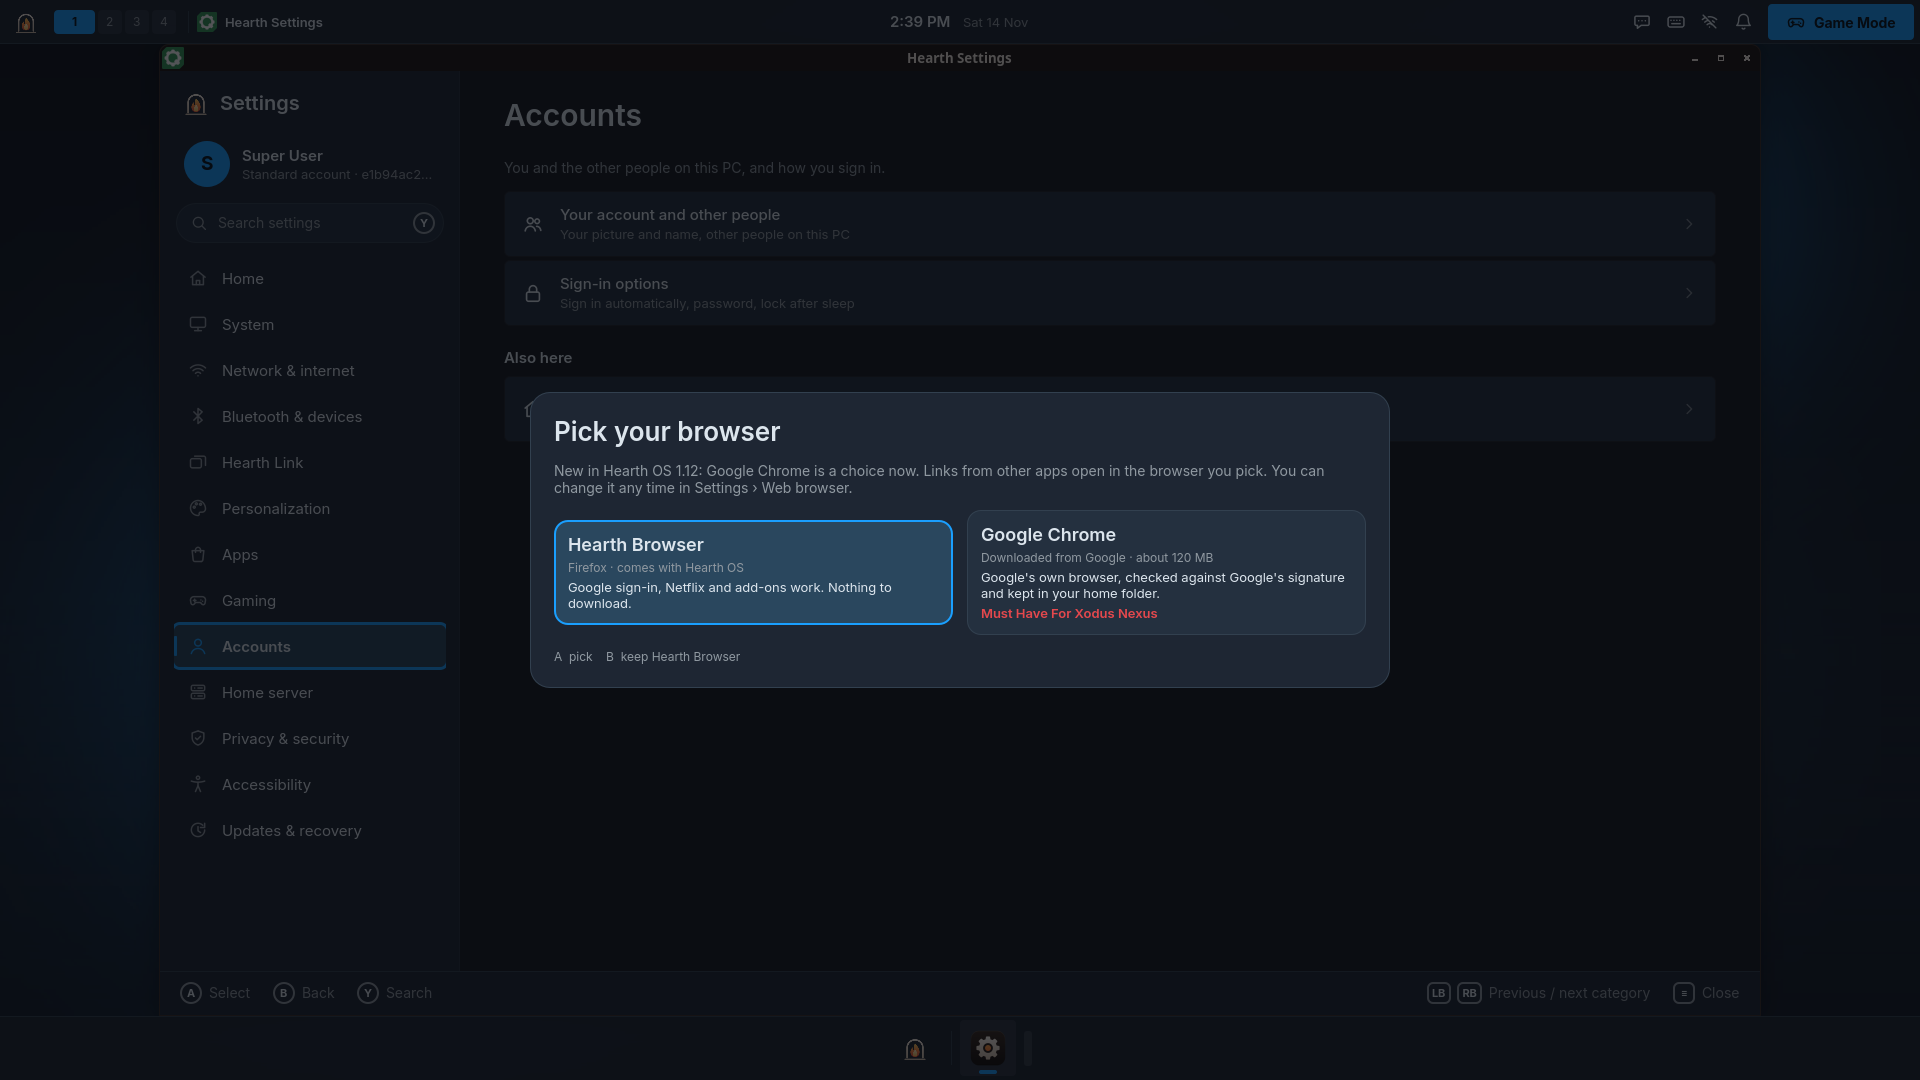 1 2 3 4 Hearth Settings 2:39 PM Sat 14 Nov Game Mode
Hearth Settings
Settings
S
Super User
Standard account · e1b94ac2...
Search settings Y
Home
System
Network & internet
Bluetooth & devices
Hearth Link
Personalization
Apps
Gaming
Accounts
Home server
Privacy & security
Accessibility
Updates & recovery
Accounts
You and the other people on this PC, and how you sign in.
Your account and other people
Your picture and name, other people on this PC
Sign-in options
Sign in automatically, password, lock after sleep
Also here
Pick your browser
New in Hearth OS 1.12: Google Chrome is a choice now. Links from other apps open in the browser you pick. You can
change it any time in Settings › Web browser.
Hearth Browser
Firefox · comes with Hearth OS
Google sign-in, Netflix and add-ons work. Nothing to
download.
Google Chrome
Downloaded from Google · about 120 MB
Google's own browser, checked against Google's signature
and kept in your home folder.
Must Have For Xodus Nexus
A pick B keep Hearth Browser
A Select B Back Y Search LB RB Previous / next category Close